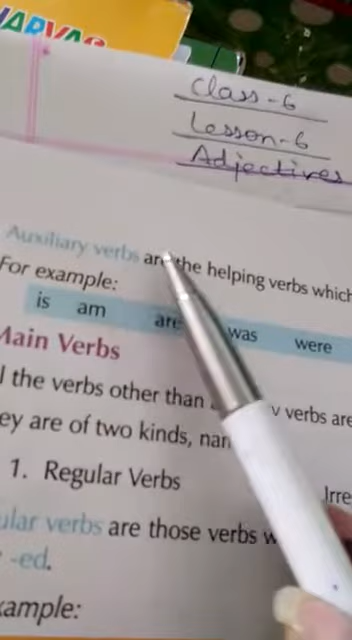 Class-6
Lesson-6
Adjectives
Auxiliary verbs are the helping verbs which
For example:
is am are was were
Main Verbs
the verbs other than verbs are
are of two kinds,
1. Regular Verbs
verbs are those verbs
-ed.